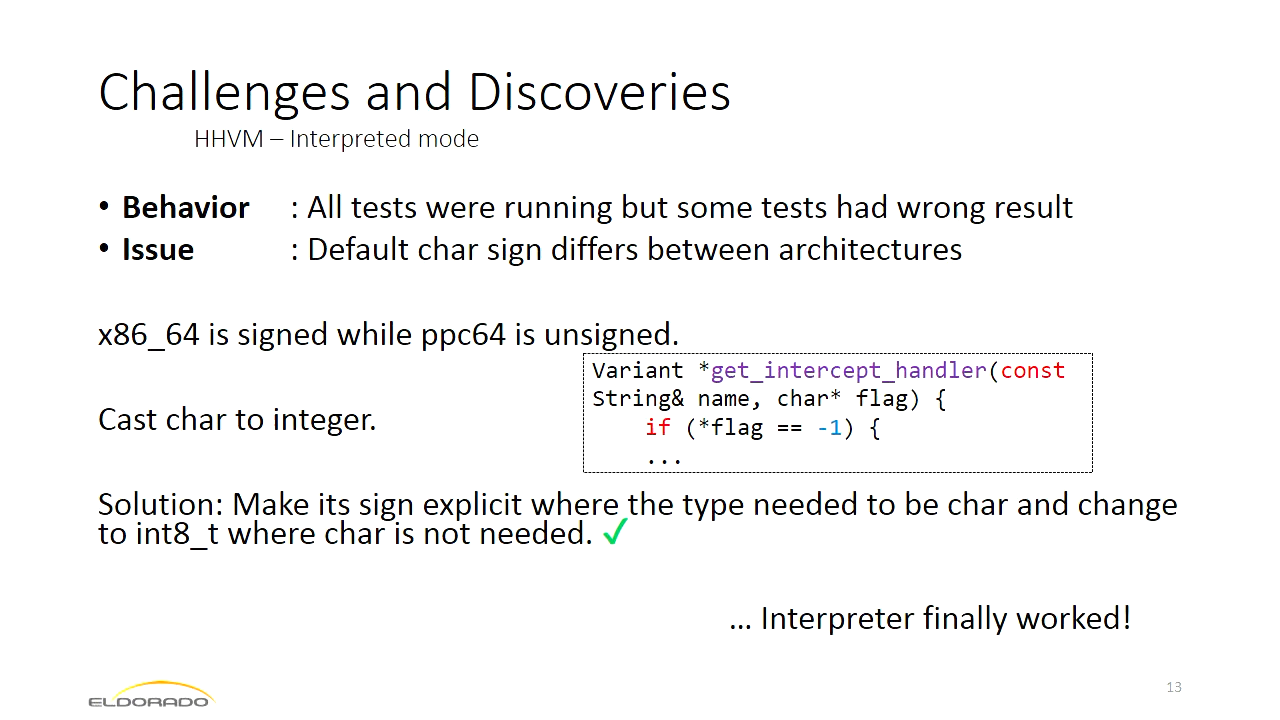 Challenges and Discoveries
HHVM – Interpreted mode
• Behavior : All tests were running but some tests had wrong result
• Issue : Default char sign differs between architectures
x86_64 is signed while ppc64 is unsigned.
Variant *get_intercept_handler(const
String& name, char* flag) {
if (*flag == -1) {
...
Cast char to integer.
Solution: Make its sign explicit where the type needed to be char and change
to int8_t where char is not needed. ✓
... Interpreter finally worked!
ELDORADO
13